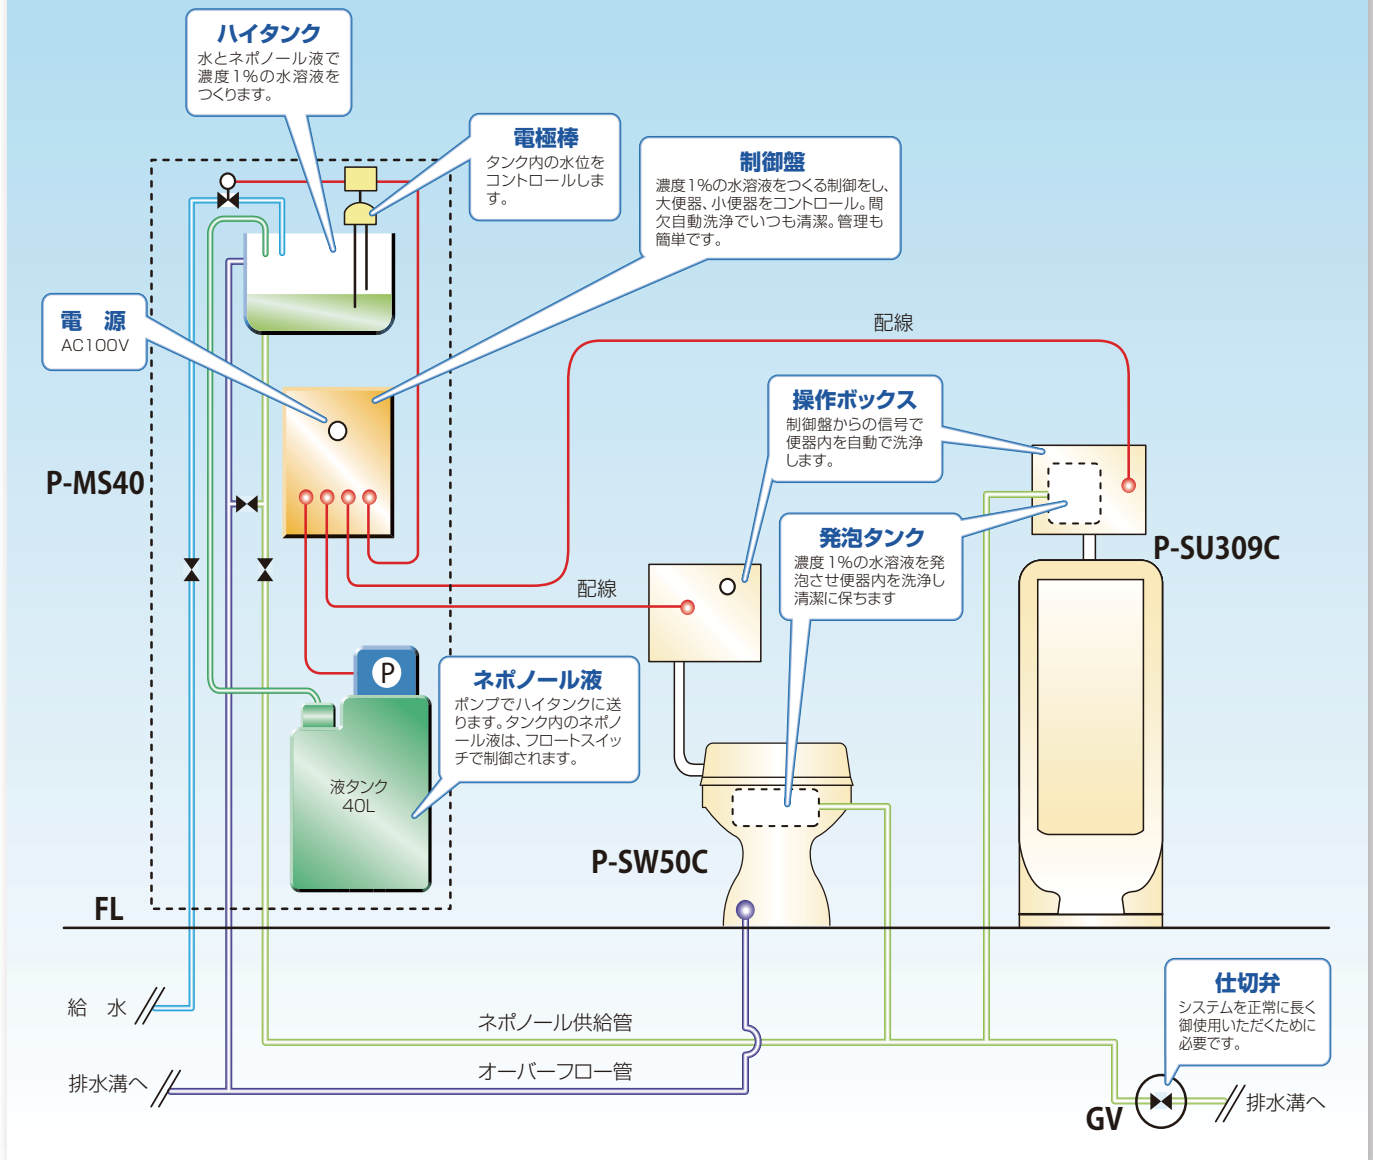 ハイタンク
水とネポノール液で
濃度1%の水溶液を
つくります。
電極棒
タンク内の水位を
コントロールしま
す。
制御盤
濃度1%の水溶液をつくる制御をし、
大便器、小便器をコントロール。間
欠自動洗浄でいつも清潔。管理も
簡単です。
電 源
AC100V
配線
操作ボックス
制御盤からの信号で
便器内を自動で洗浄
します。
P-MS40
発泡タンク
濃度1%の水溶液を発
泡させ便器内を洗浄し
清潔に保ちます
P-SU309C
配線
P
ネポノール液
ポンプでハイタンクに送
ります。タンク内のネポノ
ール液は、フロートスイッ
チで制御されます。
液タンク
40L
P-SW50C
FL
仕切弁
システムを正常に長く
御使用いただくために
必要です。
給 水
ネポノール供給管
排水溝へ
オーバーフロー管
GV
排水溝へ